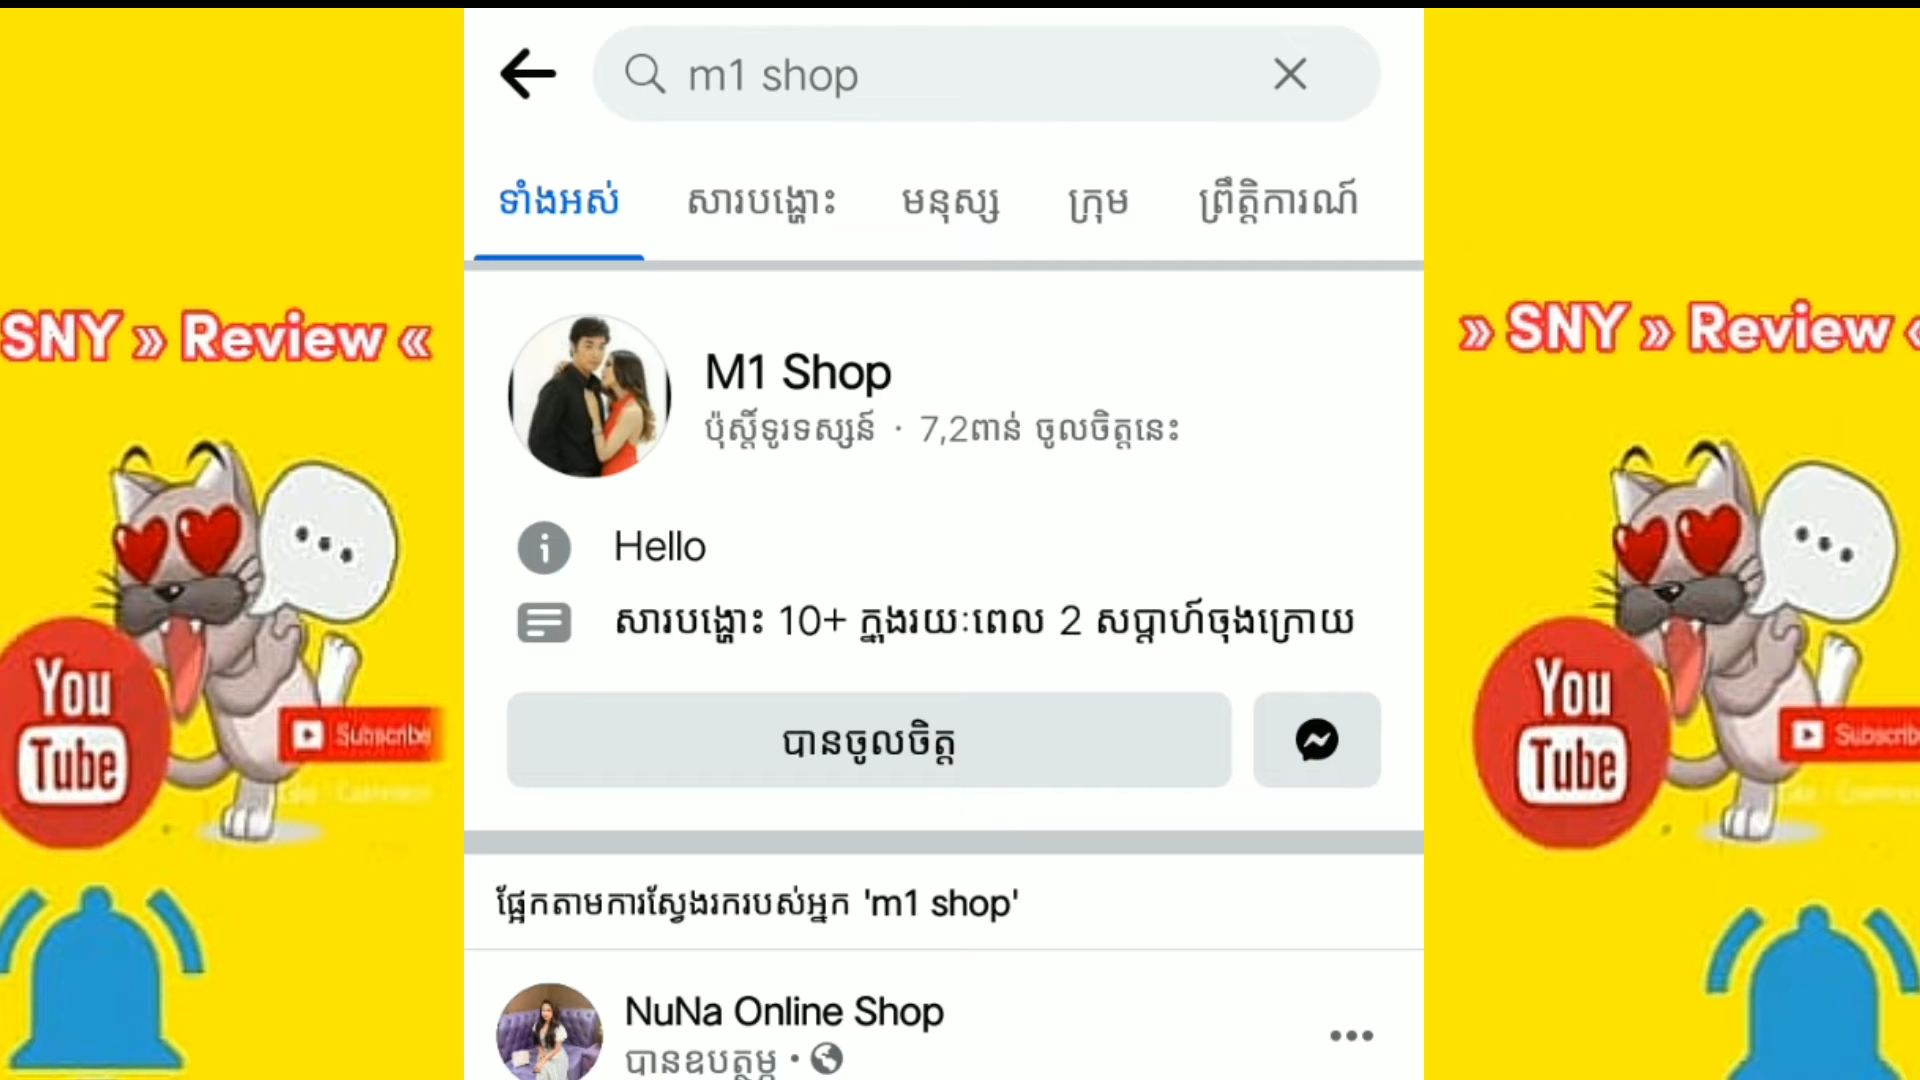 m1 shop
ទាំងអស់ សារបង្ហោះ មនុស្ស ក្រុម ព្រឹត្តិការណ៍
SNY » Review «
» SNY » Review «
M1 Shop
ប៉ុស្តិ៍ទូរទស្សន៍ · 7,2ពាន់ ចូលចិត្តនេះ
Hello
សារបង្ហោះ 10+ ក្នុងរយៈពេល 2 សប្តាហ៍ចុងក្រោយ
បានចូលចិត្ត
You
Tube
Subscribe
You
Tube
Subscrib
ផ្អែកតាមការស្វែងរករបស់អ្នក 'm1 shop'
NuNa Online Shop
បានឧបត្ថម្ភ ·